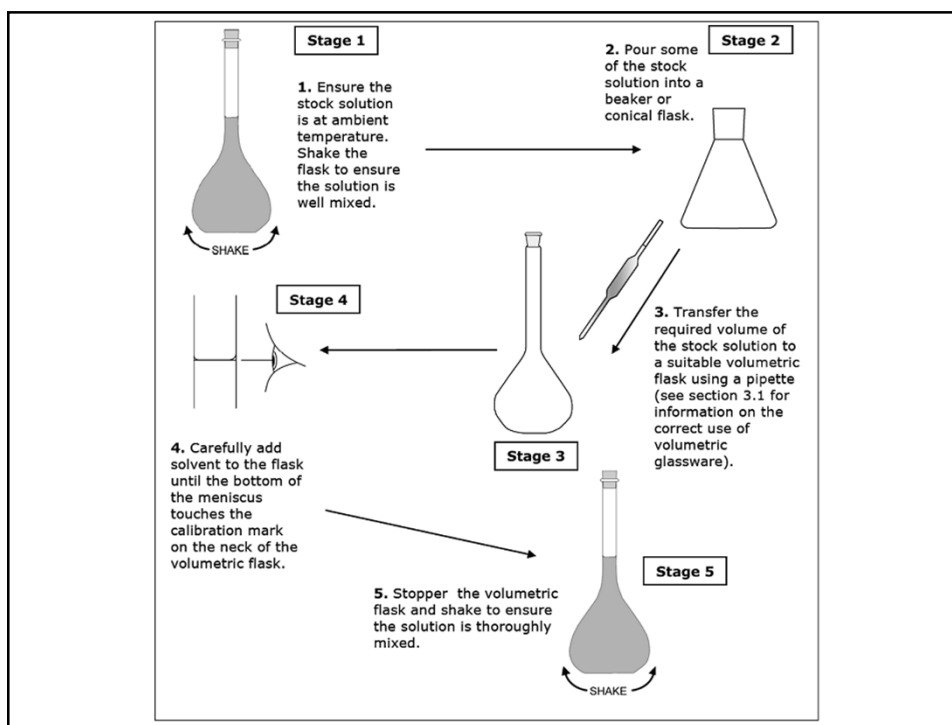 Stage 1
1. Ensure the
stock solution
is at ambient
temperature.
Shake the
flask to ensure
the solution is
well mixed.
SHAKE
Stage 2
2. Pour some
of the stock
solution into a
beaker or
conical flask.
3. Transfer the
required volume of
the stock solution to
a suitable volumetric
flask using a pipette
(see section 3.1 for
information on the
correct use of
volumetric
glassware).
Stage 3
Stage 4
4. Carefully add
solvent to the flask
until the bottom of
the meniscus
touches the
calibration mark
on the neck of the
volumetric flask.
Stage 5
5. Stopper the volumetric
flask and shake to ensure
the solution is thoroughly
mixed.
SHAKE